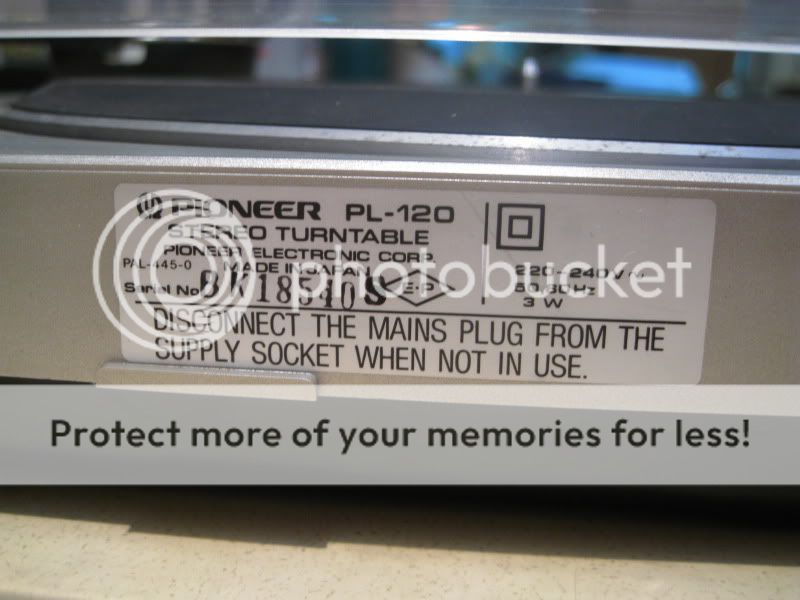 PIONEER PL-120
STEREO TURNTABLE
PIONEER ELECTRONIC CORP.
PAL-445-0 MADE IN JAPAN
Serial No. 18540S E-P
220-240V~
50/60Hz
3 W
DISCONNECT THE MAINS PLUG FROM THE
SUPPLY SOCKET WHEN NOT IN USE.
photobucket
Protect more of your memories for less!